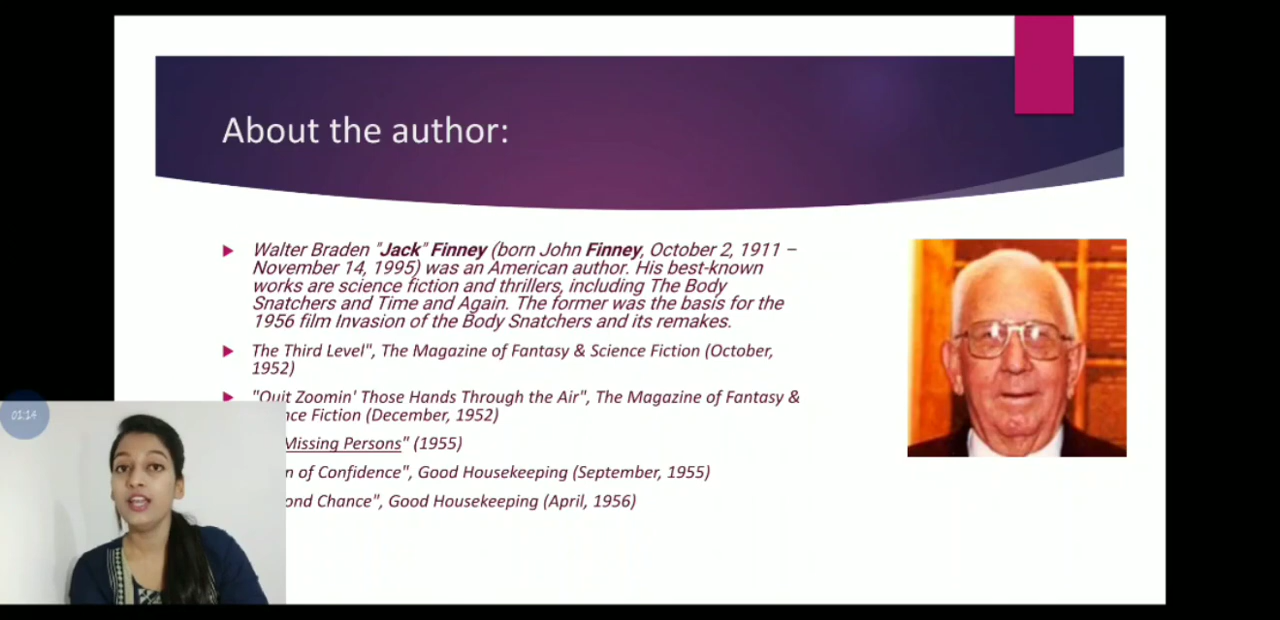 About the author:
Walter Braden "Jack" Finney (born John Finney, October 2, 1911 –
November 14, 1995) was an American author. His best-known
works are science fiction and thrillers, including The Body
Snatchers and Time and Again. The former was the basis for the
1956 film Invasion of the Body Snatchers and its remakes.
The Third Level", The Magazine of Fantasy & Science Fiction (October,
1952)
"Quit Zoomin' Those Hands Through the Air", The Magazine of Fantasy &
Fiction (December, 1952)
01:14
Missing Persons" (1955)
of Confidence", Good Housekeeping (September, 1955)
Chance", Good Housekeeping (April, 1956)